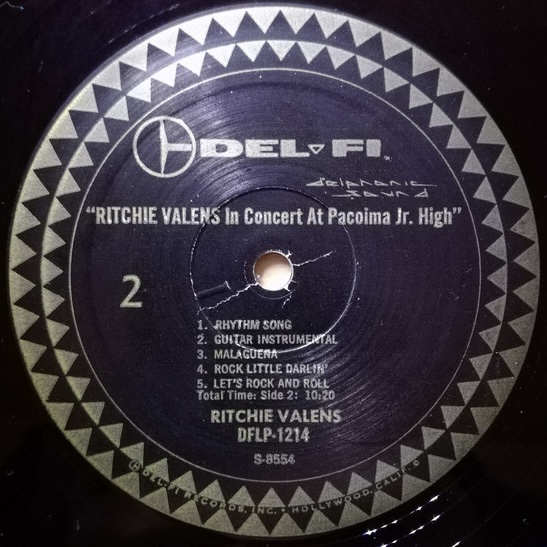 DEL-FI
delphonic
sound
"RITCHIE VALENS In Concert At Pacoima Jr. High"
2
1. RHYTHM SONG
2. GUITAR INSTRUMENTAL
3. MALAGUENA
4. ROCK LITTLE DARLIN'
5. LET'S ROCK AND ROLL
Total Time: Side 2: 10:20
RITCHIE VALENS
DFLP-1214
S-8554
DEL-FI RECORDS, INC. • HOLLYWOOD, CALIF.